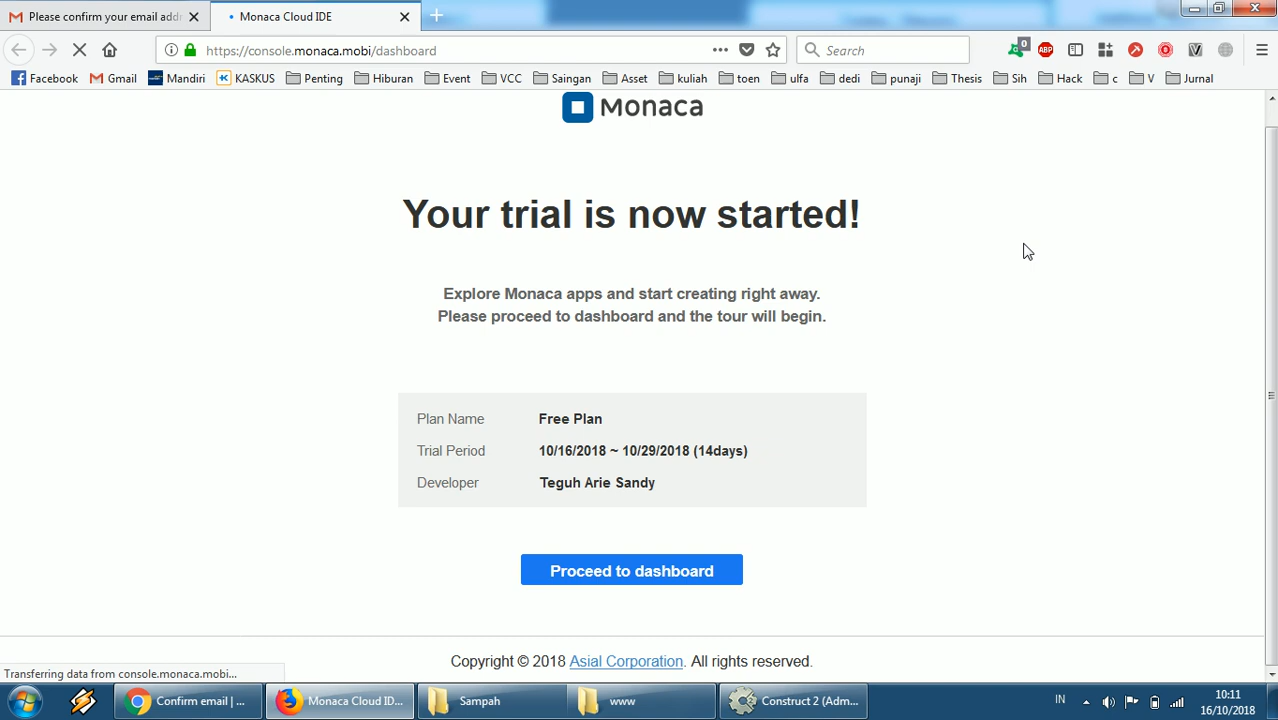 Please confirm your email add
Monaca Cloud IDE
https://console.monaca.mobi/dashboard
Search
0
ABP
Facebook
Gmail
Mandiri
KASKUS
Penting
Hiburan
Event
VCC
Saingan
Asset
kuliah
toen
ulfa
dedi
punaji
Thesis
Sih
Hack
c
V
Jurnal
Monaca
Your trial is now started!
Explore Monaca apps and start creating right away.
Please proceed to dashboard and the tour will begin.
Plan Name Free Plan
Trial Period 10/16/2018 ~ 10/29/2018 (14days)
Developer Teguh Arie Sandy
Proceed to dashboard
Copyright © 2018 Asial Corporation. All rights reserved.
Transferring data from console.monaca.mobi...
Confirm email | ...
Monaca Cloud ID...
Sampah
www
Construct 2 (Adm...
IN
10:11
16/10/2018